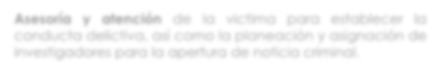 Asesoría y atención de la victima para establecer la
conducta delictiva, así como la planeación y asignación de
investigadores para la apertura de noticia criminal.